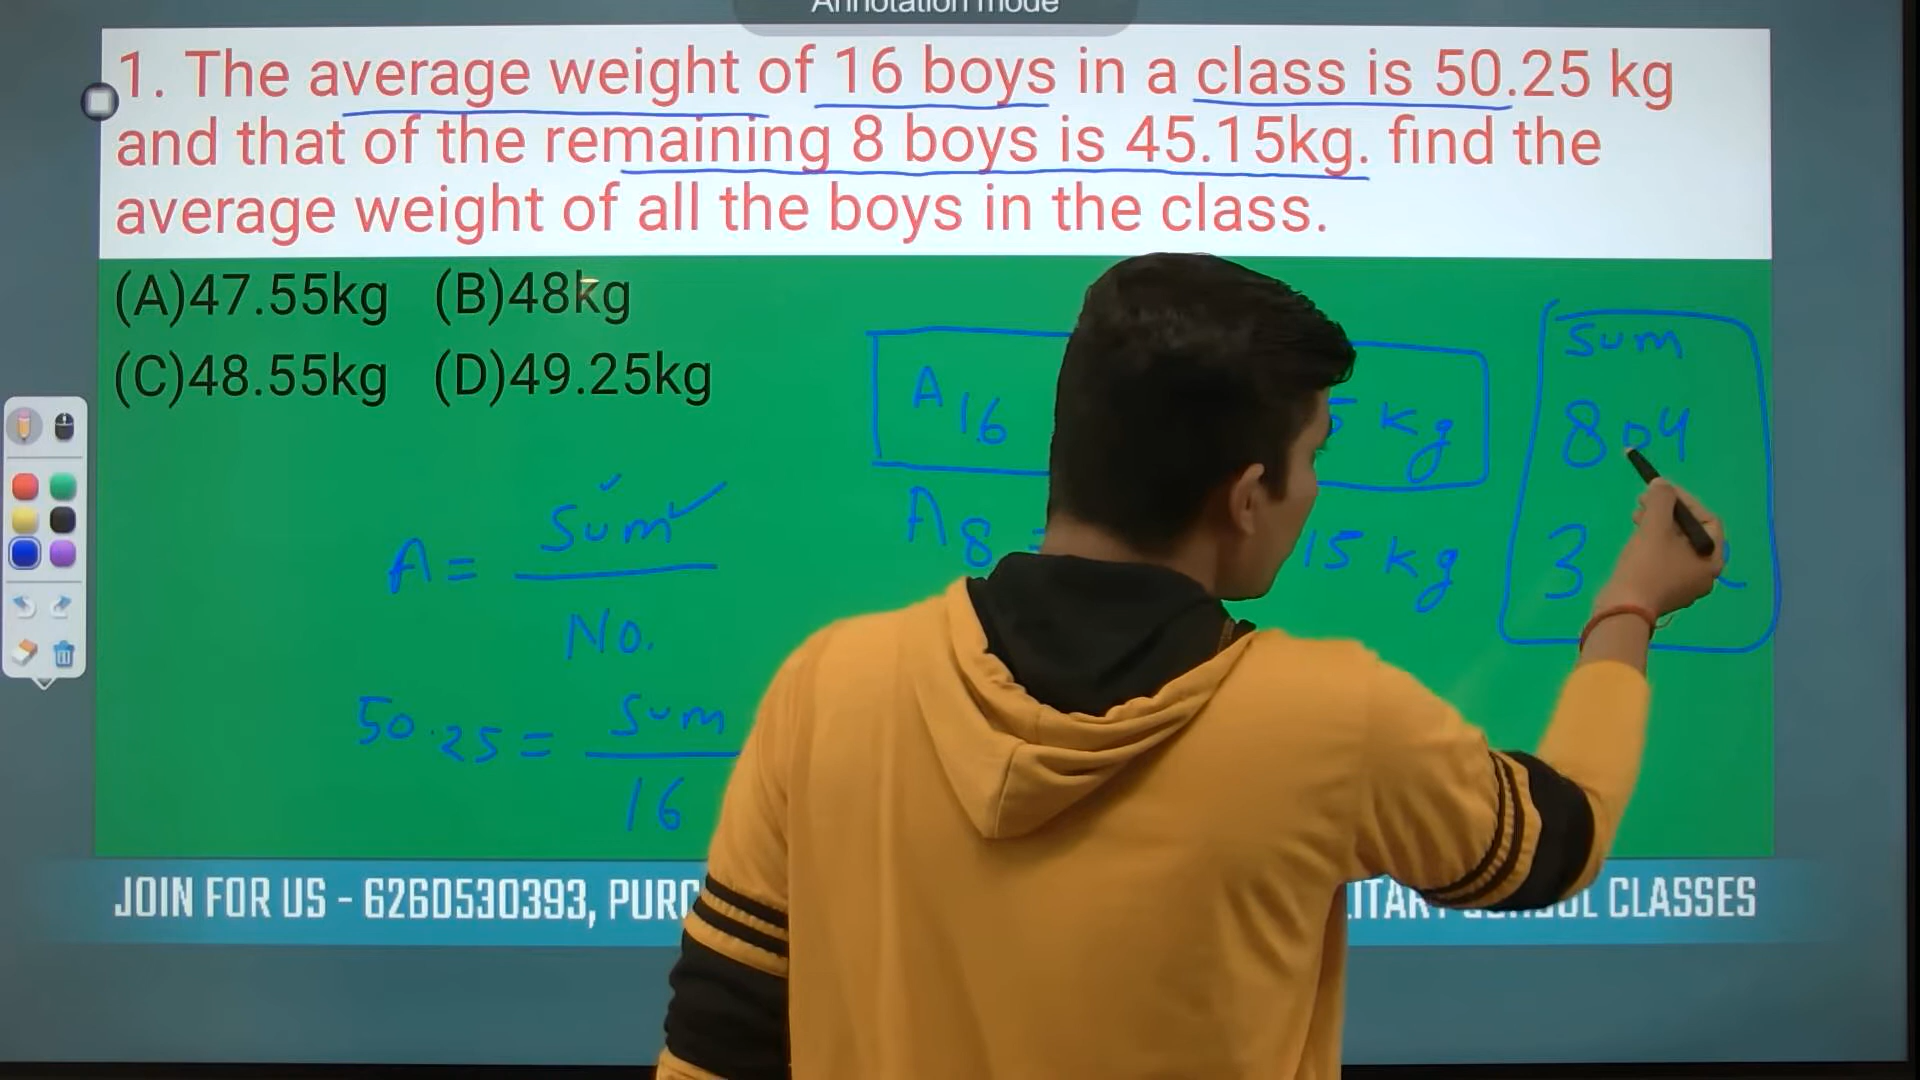 Annotation mode
1. The average weight of 16 boys in a class is 50.25 kg
and that of the remaining 8 boys is 45.15kg. find the
average weight of all the boys in the class.
(A)47.55kg (B)48kg
(C)48.55kg (D)49.25kg
A16 5 kg
A8 = 15 kg
Sum
804
3
A = Sum
No.
50.25 = Sum
16
JOIN FOR US - 6260530393, CLASSES